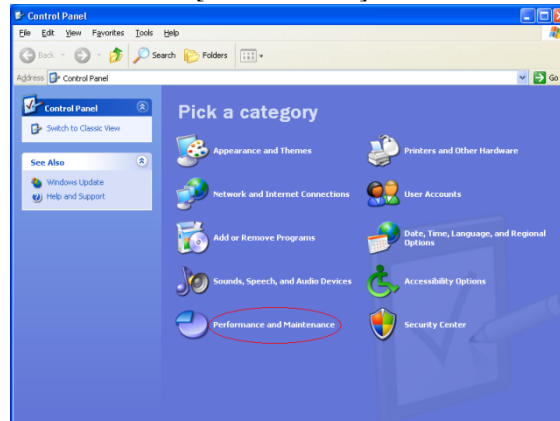 Control Panel
File Edit View Favorites Tools Help
Back Search Folders
Address Control Panel Go
Control Panel
Switch to Classic View
See Also
Windows Update
Help and Support
Pick a category
Appearance and Themes
Printers and Other Hardware
Network and Internet Connections
User Accounts
Add or Remove Programs
Date, Time, Language, and Regional
Options
Sounds, Speech, and Audio Devices
Accessibility Options
Performance and Maintenance
Security Center